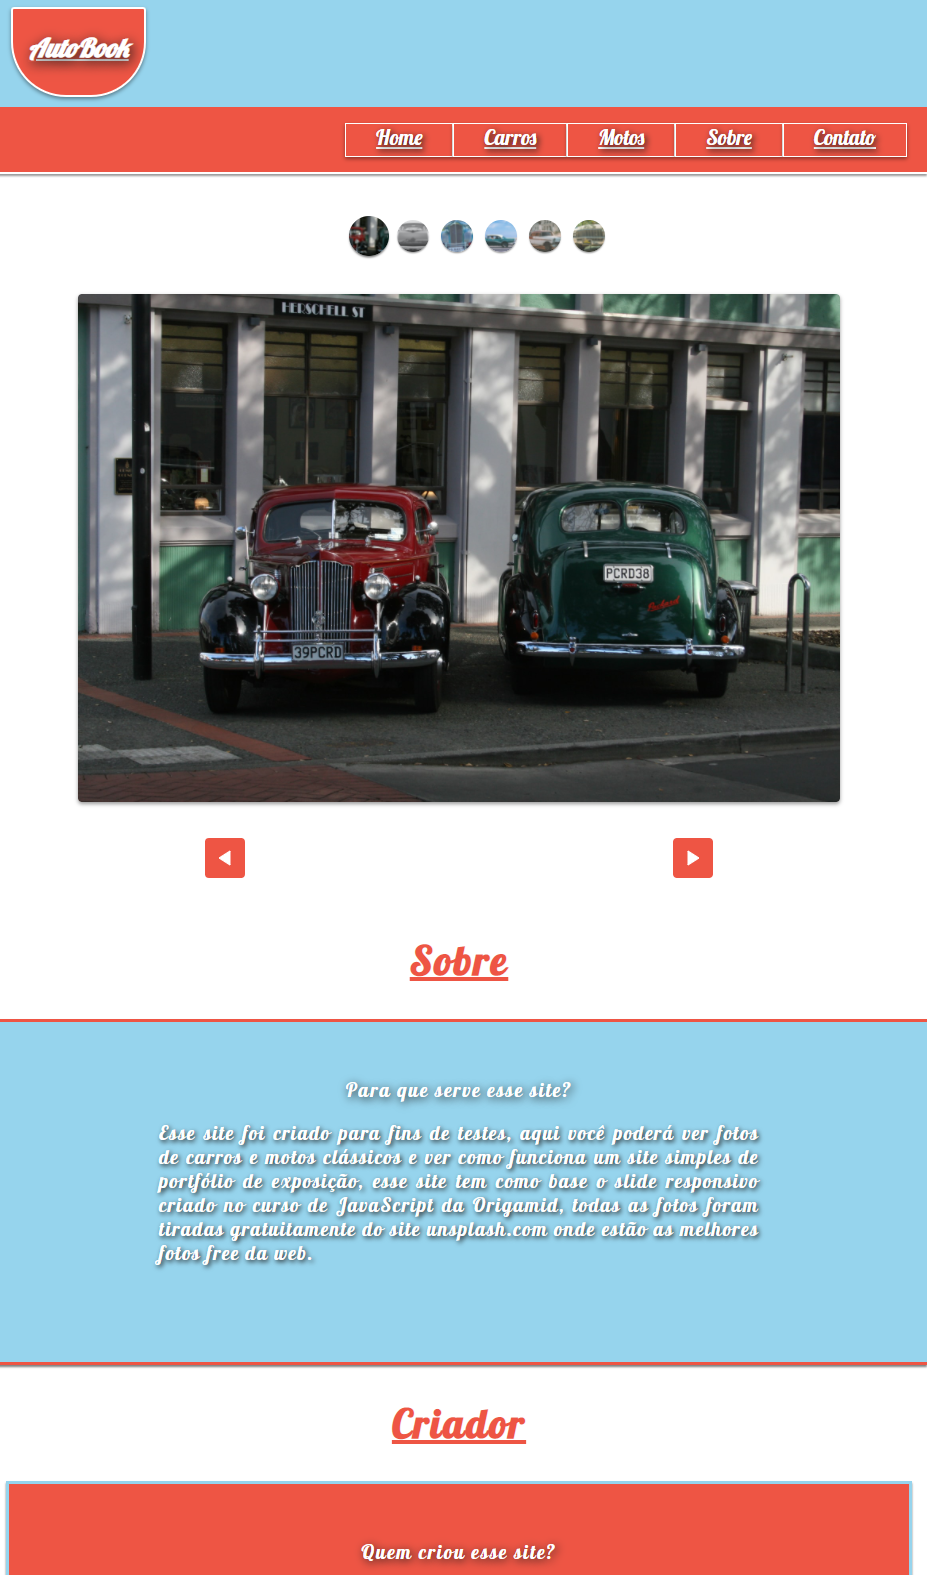 AutoBook
Home Carros Motos Sobre Contato
HERSCHELL ST
PCRD38
Packard
39PCRD
Sobre
Para que serve esse site?
Esse site foi criado para fins de testes, aqui você poderá ver fotos
de carros e motos clássicos e ver como funciona um site simples de
portfólio de exposição, esse site tem como base o slide responsivo
criado no curso de JavaScript da Origamid, todas as fotos foram
tiradas gratuitamente do site unsplash.com onde estão as melhores
fotos free da web.
Criador
Quem criou esse site?